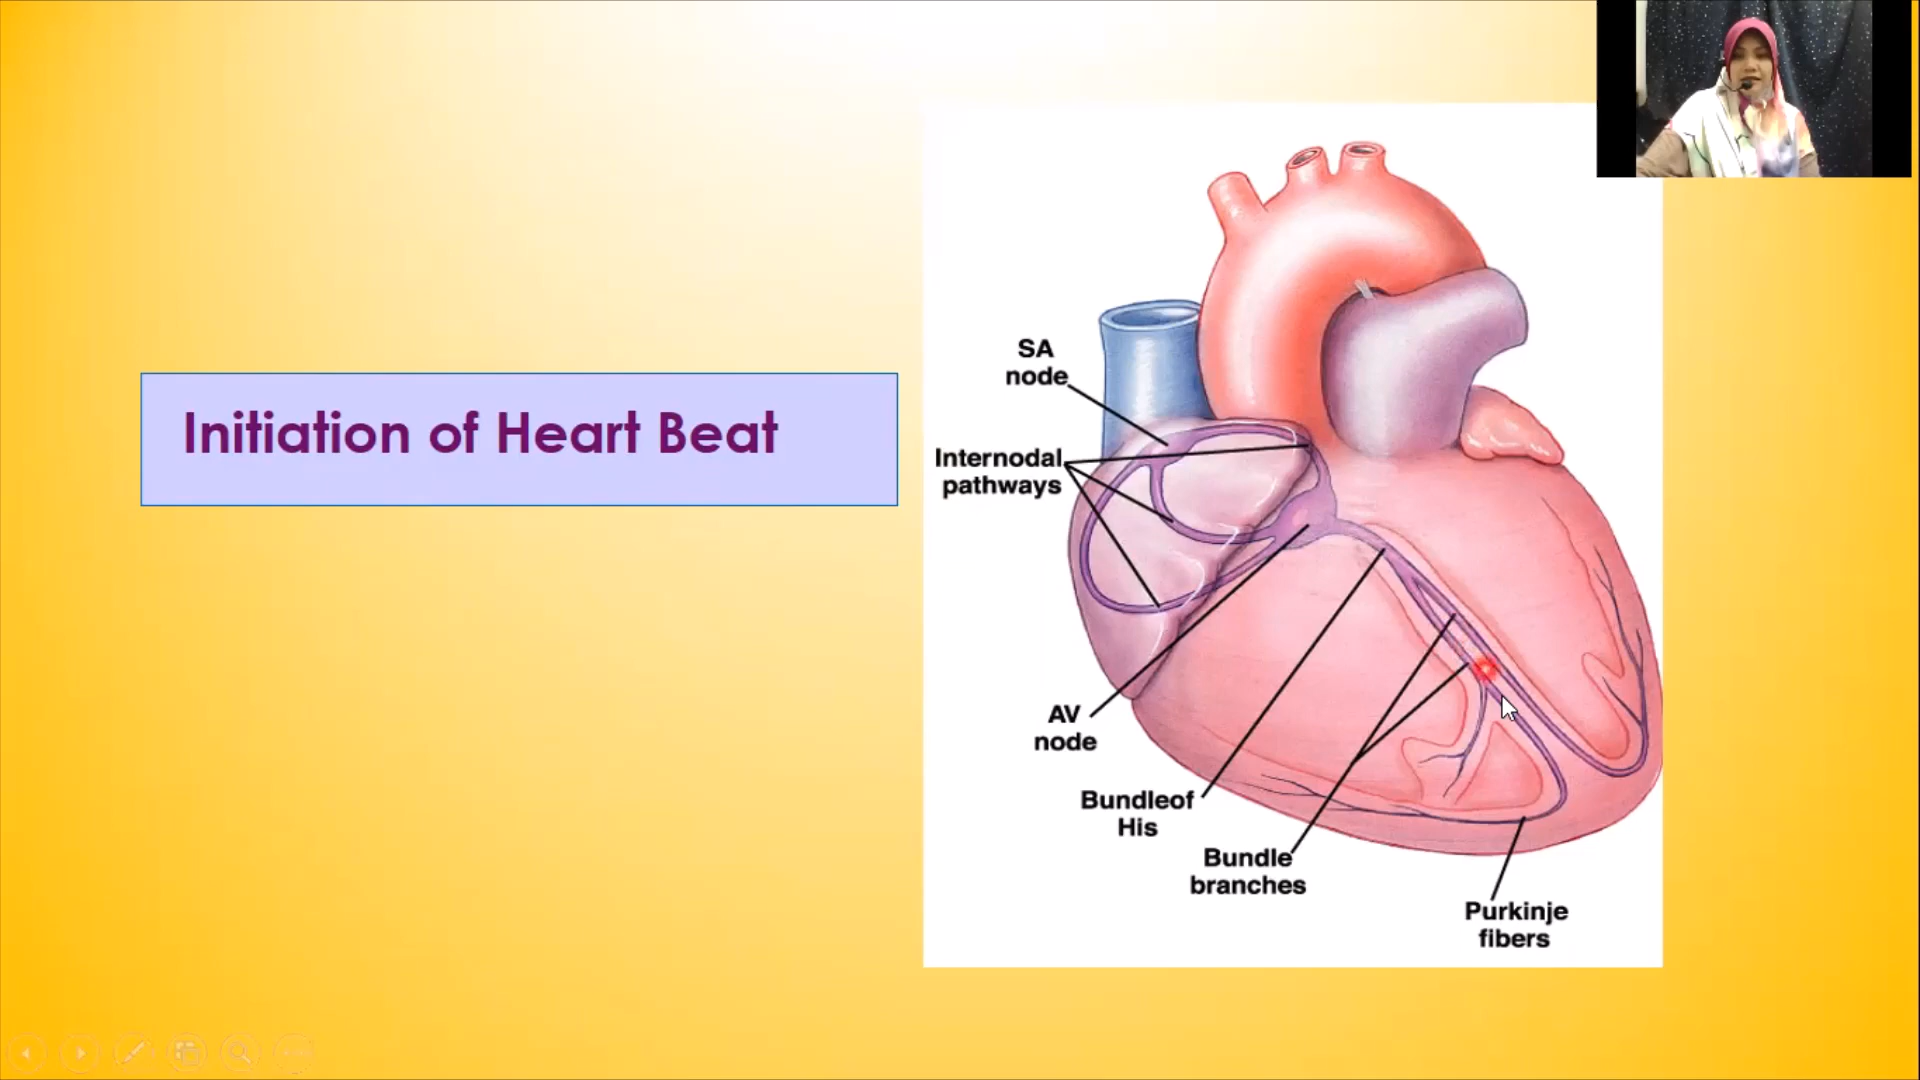 Initiation of Heart Beat
SA
node
Internodal
pathways
AV
node
Bundleof
His
Bundle
branches
Purkinje
fibers